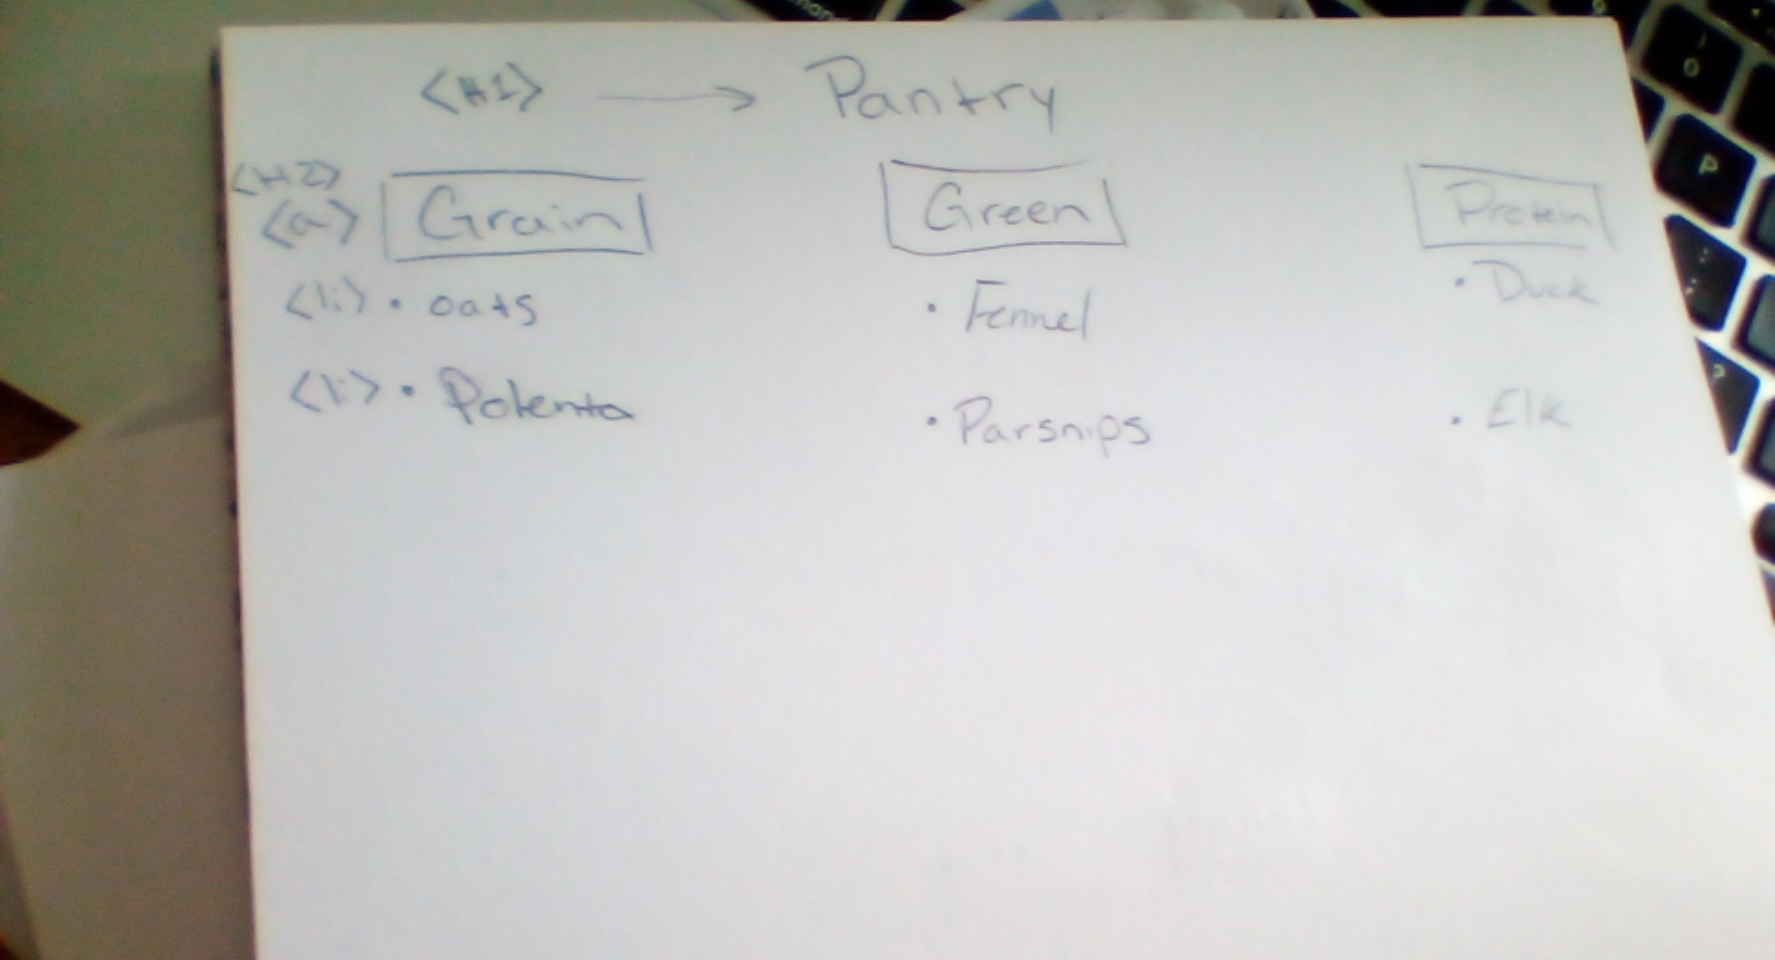 <H1> → Pantry
<H2>
<a> Grain Green Protein
<li> • oats • Fennel • Duck
<li> • Polenta • Parsnips • Elk
P